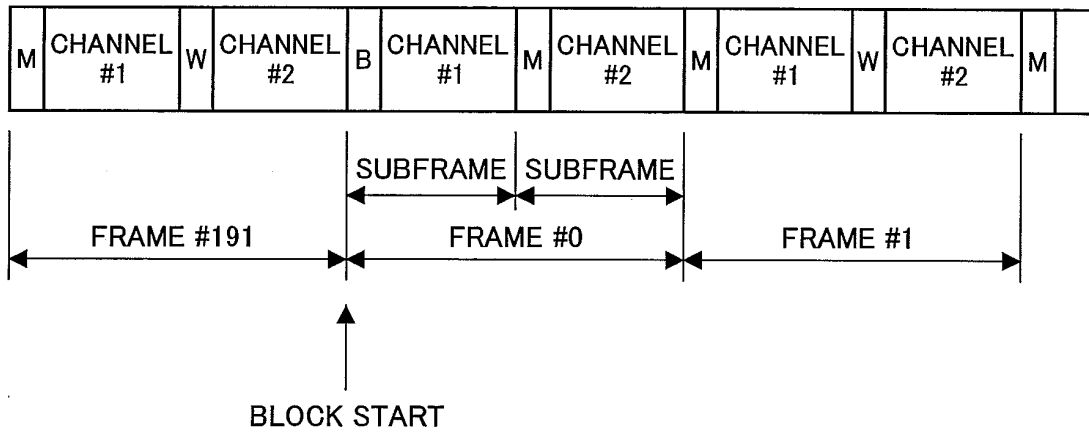 M CHANNEL #1 W CHANNEL #2 B CHANNEL #1 M CHANNEL #2 M CHANNEL #1 W CHANNEL #2 M
SUBFRAME SUBFRAME
FRAME #191 FRAME #0 FRAME #1
BLOCK START